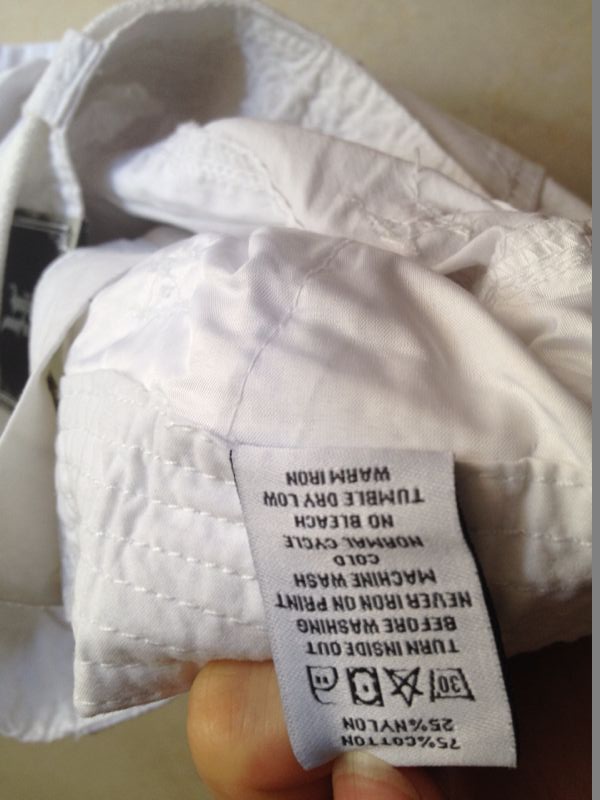 75%COTTON
25%NYLON
30
TURN INSIDE OUT
BEFORE WASHING
NEVER IRON ON PRINT
MACHINE WASH
COLD
NORMAL CYCLE
NO BLEACH
TUMBLE DRY LOW
WARM IRON